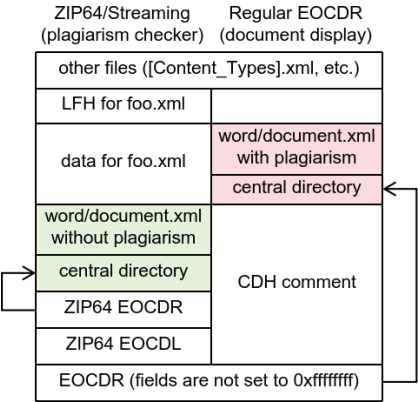 ZIP64/Streaming
(plagiarism checker)
Regular EOCDR
(document display)
other files ([Content_Types].xml, etc.)
LFH for foo.xml
data for foo.xml
word/document.xml
with plagiarism
central directory
word/document.xml
without plagiarism
central directory
CDH comment
ZIP64 EOCDR
ZIP64 EOCDL
EOCDR (fields are not set to 0xffffffff)